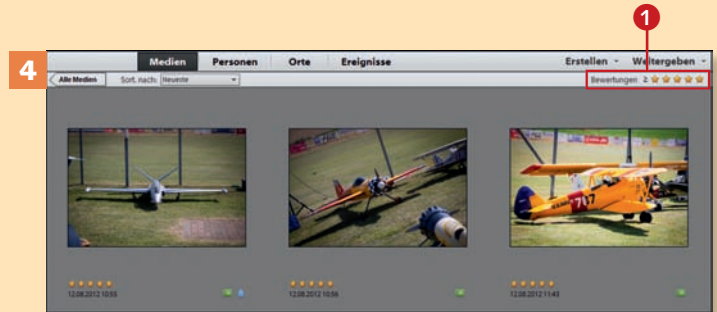 1
4
Medien Personen Orte Ereignisse Erstellen Weitergeben
Alle Medien Sort. nach: Neueste Bewertungen ≥
12.08.2012 10:53 12.08.2012 10:56 12.08.2012 11:43